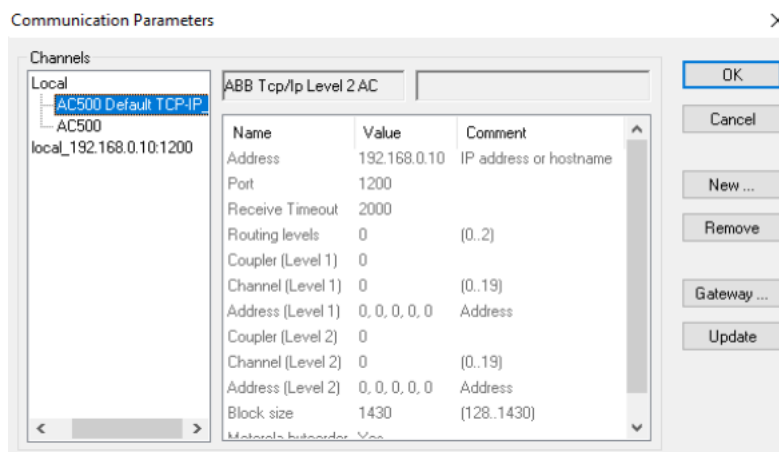 Communication Parameters
Channels
Local
AC500 Default TCP-IP_
AC500
local_192.168.0.10:1200
ABB Tcp/Ip Level 2 AC
Name Value Comment
Address 192.168.0.10 IP address or hostname
Port 1200
Receive Timeout 2000
Routing levels 0 (0..2)
Coupler (Level 1) 0
Channel (Level 1) 0 (0..19)
Address (Level 1) 0, 0, 0, 0, 0 Address
Coupler (Level 2) 0
Channel (Level 2) 0 (0..19)
Address (Level 2) 0, 0, 0, 0, 0 Address
Block size 1430 (128..1430)
Motorola byteorder Yes
OK
Cancel
New ...
Remove
Gateway ...
Update